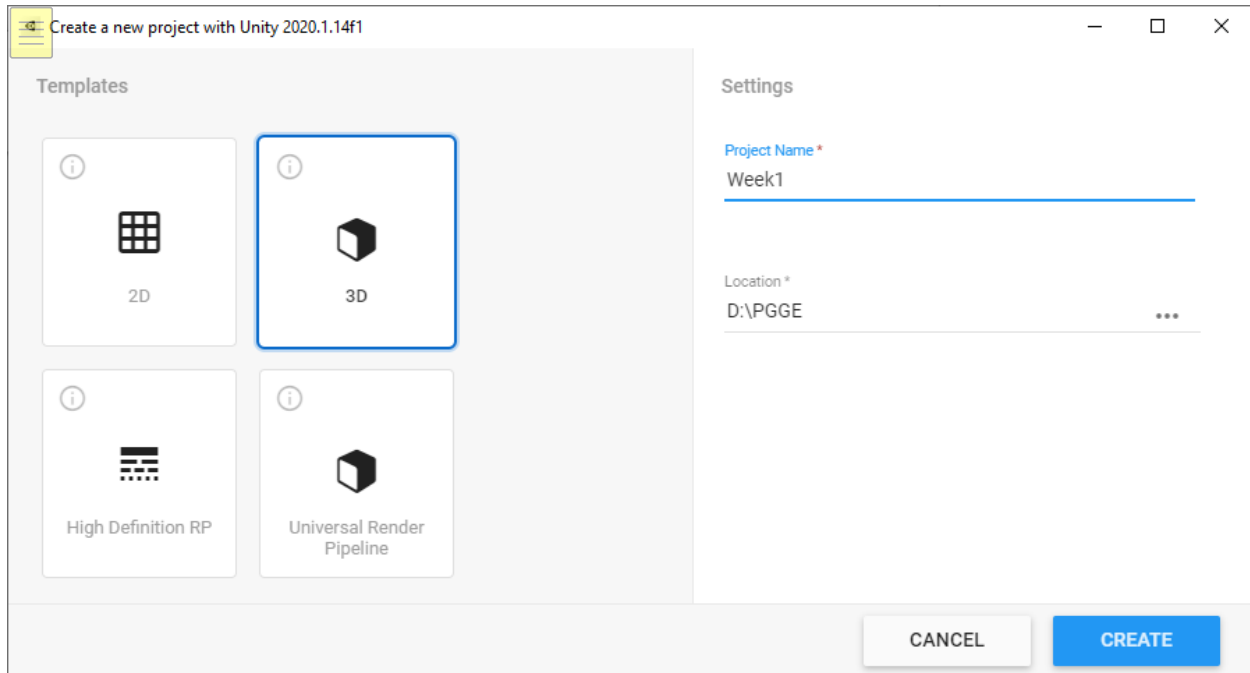 Create a new project with Unity 2020.1.14f1
Templates
2D
3D
High Definition RP
Universal Render
Pipeline
Settings
Project Name *
Week1
Location *
D:\PGGE
CANCEL
CREATE